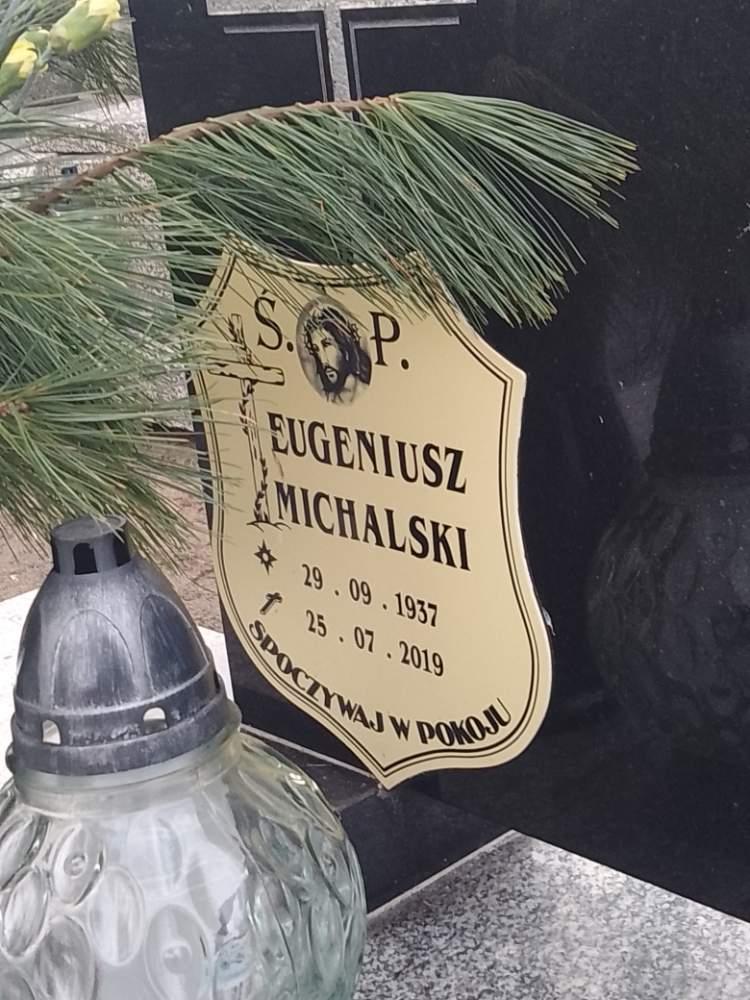 Ś. P.
EUGENIUSZ
MICHALSKI
29 . 09 . 1937
25 . 07 . 2019
SPOCZYWAJ W POKOJU